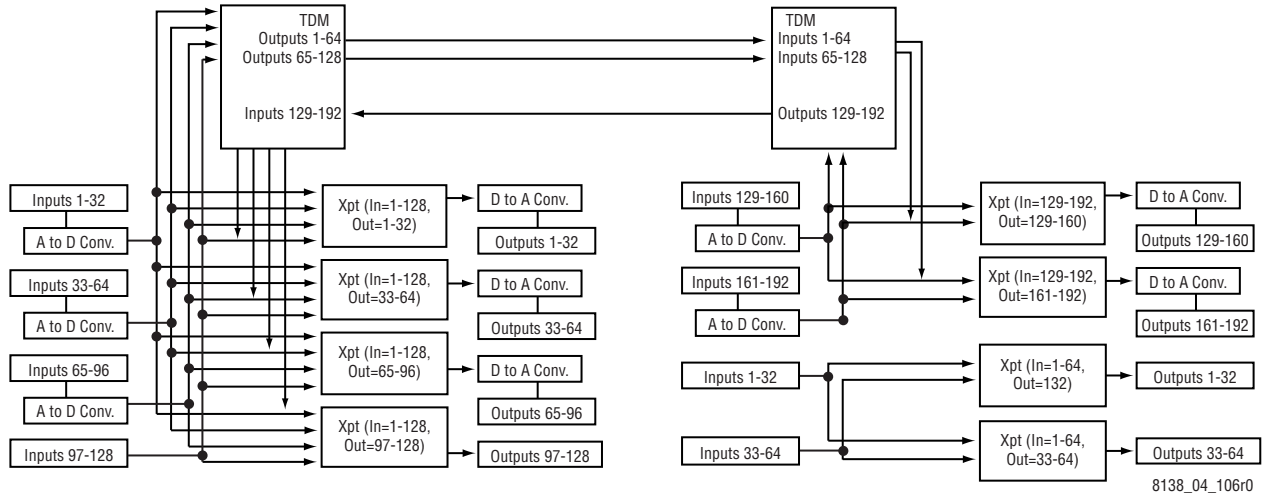 TDM
Outputs 1-64
Outputs 65-128
Inputs 129-192
TDM
Inputs 1-64
Inputs 65-128
Outputs 129-192
Inputs 1-32
A to D Conv.
Inputs 33-64
A to D Conv.
Inputs 65-96
A to D Conv.
Inputs 97-128
Xpt (In=1-128,
Out=1-32)
Xpt (In=1-128,
Out=33-64)
Xpt (In=1-128,
Out=65-96)
Xpt (In=1-128,
Out=97-128)
D to A Conv.
Outputs 1-32
D to A Conv.
Outputs 33-64
D to A Conv.
Outputs 65-96
Outputs 97-128
Inputs 129-160
A to D Conv.
Inputs 161-192
A to D Conv.
Inputs 1-32
Inputs 33-64
Xpt (In=129-192,
Out=129-160)
Xpt (In=129-192,
Out=161-192)
Xpt (In=1-64,
Out=132)
Xpt (In=1-64,
Out=33-64)
D to A Conv.
Outputs 129-160
D to A Conv.
Outputs 161-192
Outputs 1-32
Outputs 33-64
8138_04_106r0